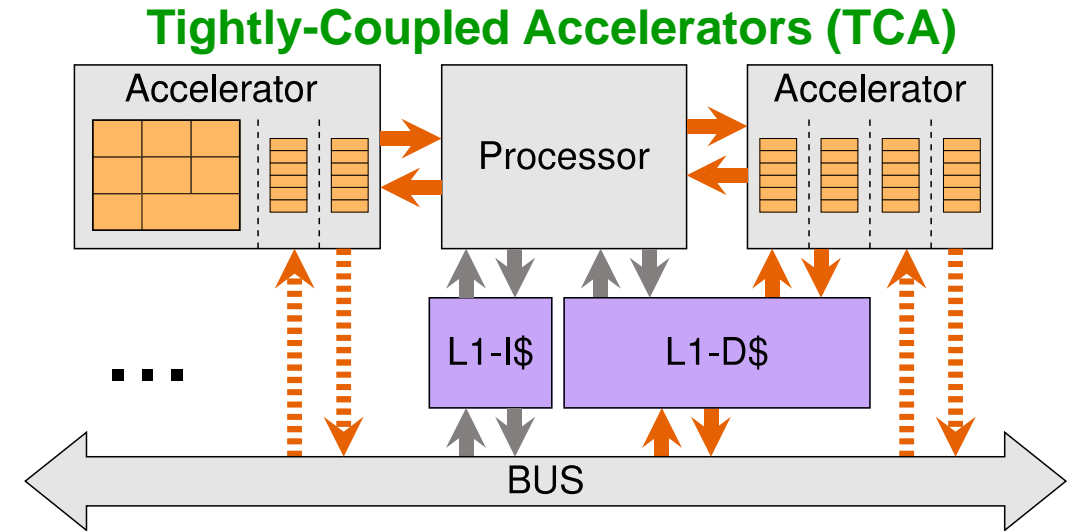 Tightly-Coupled Accelerators (TCA)
Accelerator
Processor
Accelerator
L1-I$
L1-D$
...
BUS